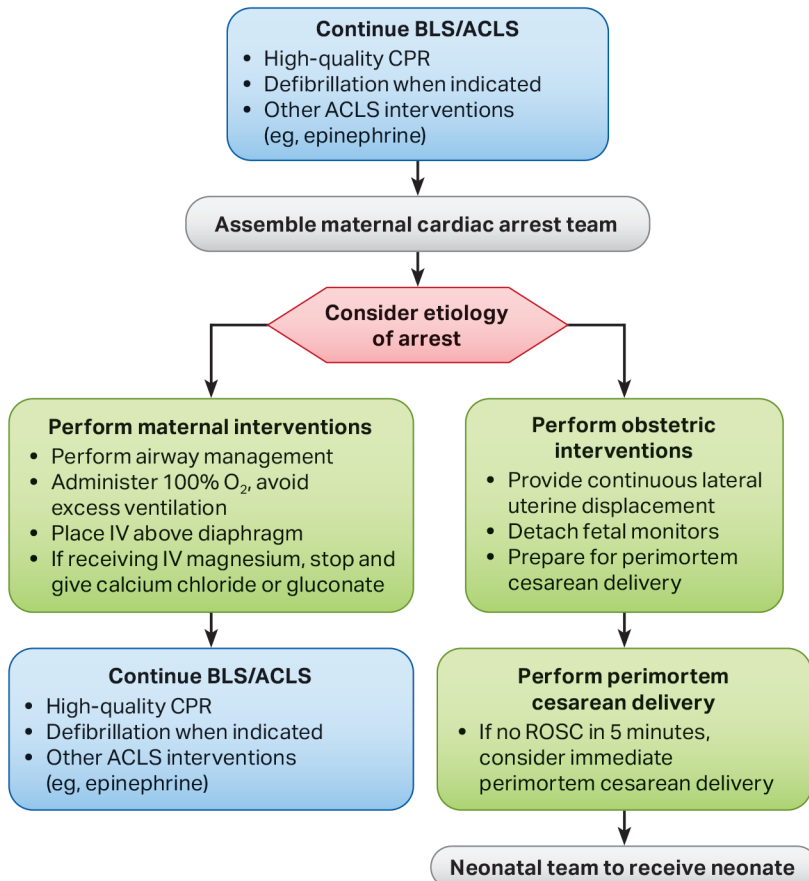 Continue BLS/ACLS
• High-quality CPR
• Defibrillation when indicated
• Other ACLS interventions
(eg, epinephrine)
Assemble maternal cardiac arrest team
Consider etiology
of arrest
Perform maternal interventions
• Perform airway management
• Administer 100% O₂, avoid
excess ventilation
• Place IV above diaphragm
• If receiving IV magnesium, stop and
give calcium chloride or gluconate
Perform obstetric
interventions
• Provide continuous lateral
uterine displacement
• Detach fetal monitors
• Prepare for perimortem
cesarean delivery
Continue BLS/ACLS
• High-quality CPR
• Defibrillation when indicated
• Other ACLS interventions
(eg, epinephrine)
Perform perimortem
cesarean delivery
• If no ROSC in 5 minutes,
consider immediate
perimortem cesarean delivery
Neonatal team to receive neonate